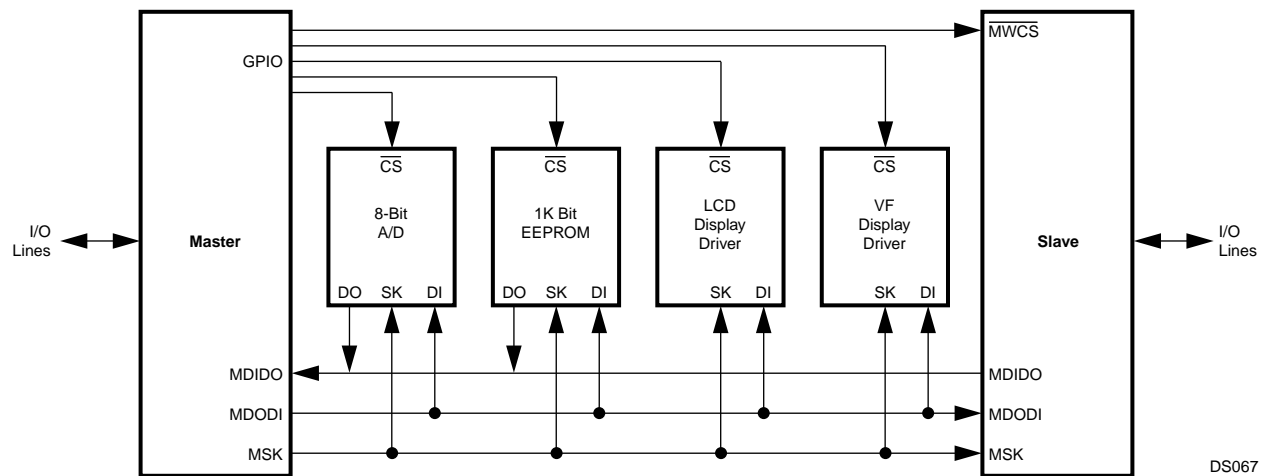 MWCS
GPIO
CS
CS
CS
CS
8-Bit
A/D
1K Bit
EEPROM
LCD
Display
Driver
VF
Display
Driver
I/O
Lines
Master
Slave
I/O
Lines
DO SK DI
DO SK DI
SK DI
SK DI
MDIDO
MDIDO
MDODI
MDODI
MSK
MSK
DS067